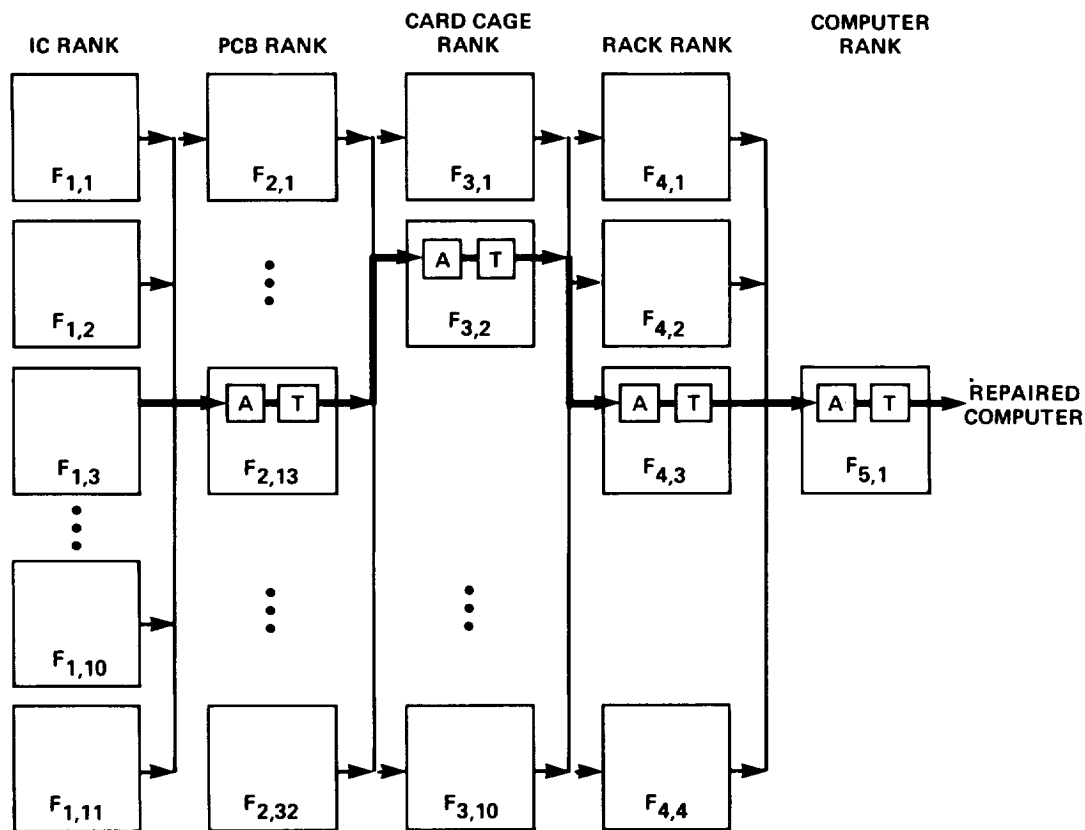 IC RANK
PCB RANK
CARD CAGE
RANK
RACK RANK
COMPUTER
RANK
F1,1
F2,1
F3,1
F4,1
F1,2
A T
F3,2
F4,2
F1,3
A T
F2,13
A T
F4,3
A T
F5,1
REPAIRED
COMPUTER
F1,10
F1,11
F2,32
F3,10
F4,4